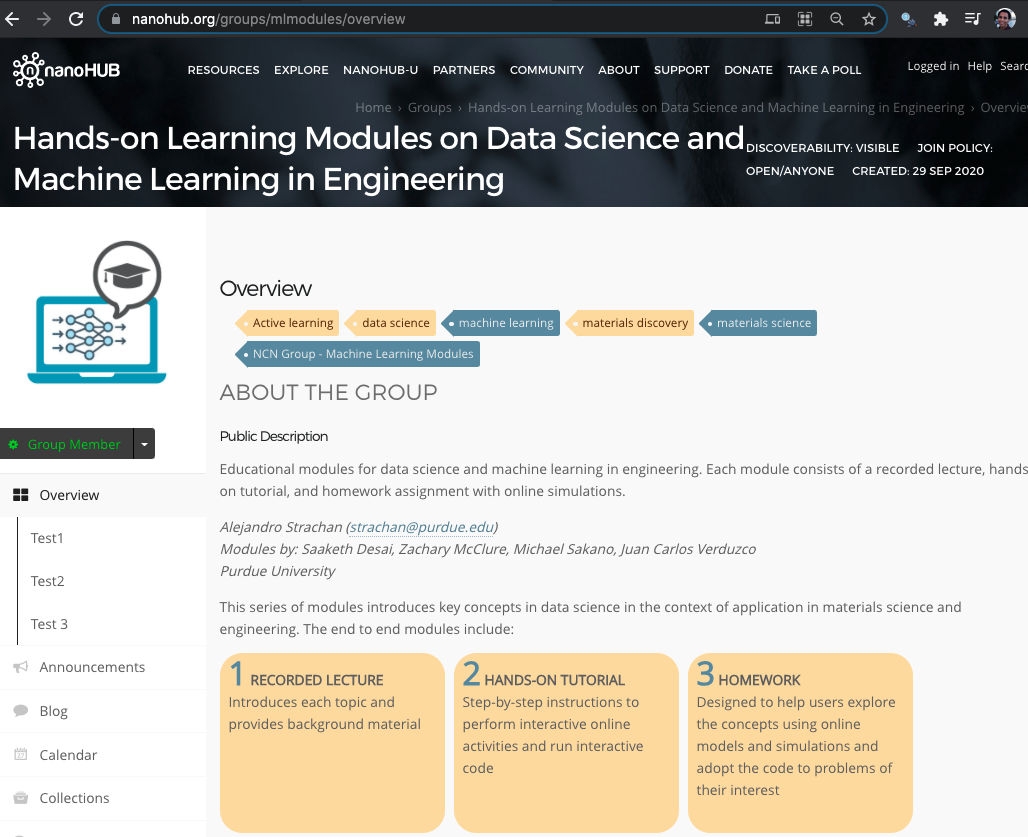 nanohub.org/groups/mlmodules/overview
nanoHUB
RESOURCES EXPLORE NANOHUB-U PARTNERS COMMUNITY ABOUT SUPPORT DONATE TAKE A POLL
Logged in Help Searc
Home › Groups › Hands-on Learning Modules on Data Science and Machine Learning in Engineering › Overvie
Hands-on Learning Modules on Data Science and
Machine Learning in Engineering
DISCOVERABILITY: VISIBLE JOIN POLICY:
OPEN/ANYONE CREATED: 29 SEP 2020
Group Member
Overview
Test1
Test2
Test 3
Announcements
Blog
Calendar
Collections
Overview
Active learning data science machine learning materials discovery materials science
NCN Group - Machine Learning Modules
ABOUT THE GROUP
Public Description
Educational modules for data science and machine learning in engineering. Each module consists of a recorded lecture, hands
on tutorial, and homework assignment with online simulations.
Alejandro Strachan (strachan@purdue.edu)
Modules by: Saaketh Desai, Zachary McClure, Michael Sakano, Juan Carlos Verduzco
Purdue University
This series of modules introduces key concepts in data science in the context of application in materials science and
engineering. The end to end modules include:
1 RECORDED LECTURE
Introduces each topic and
provides background material
2 HANDS-ON TUTORIAL
Step-by-step instructions to
perform interactive online
activities and run interactive
code
3 HOMEWORK
Designed to help users explore
the concepts using online
models and simulations and
adopt the code to problems of
their interest